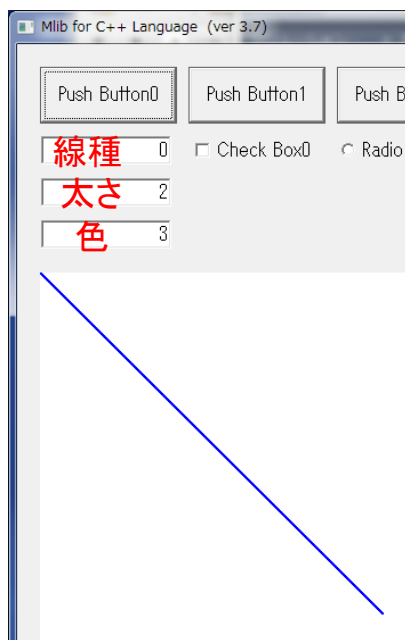 Mlib for C++ Language (ver 3.7)
Push Button0 Push Button1 Push B
線種 0 Check Box0 Radio
太さ 2
色 3